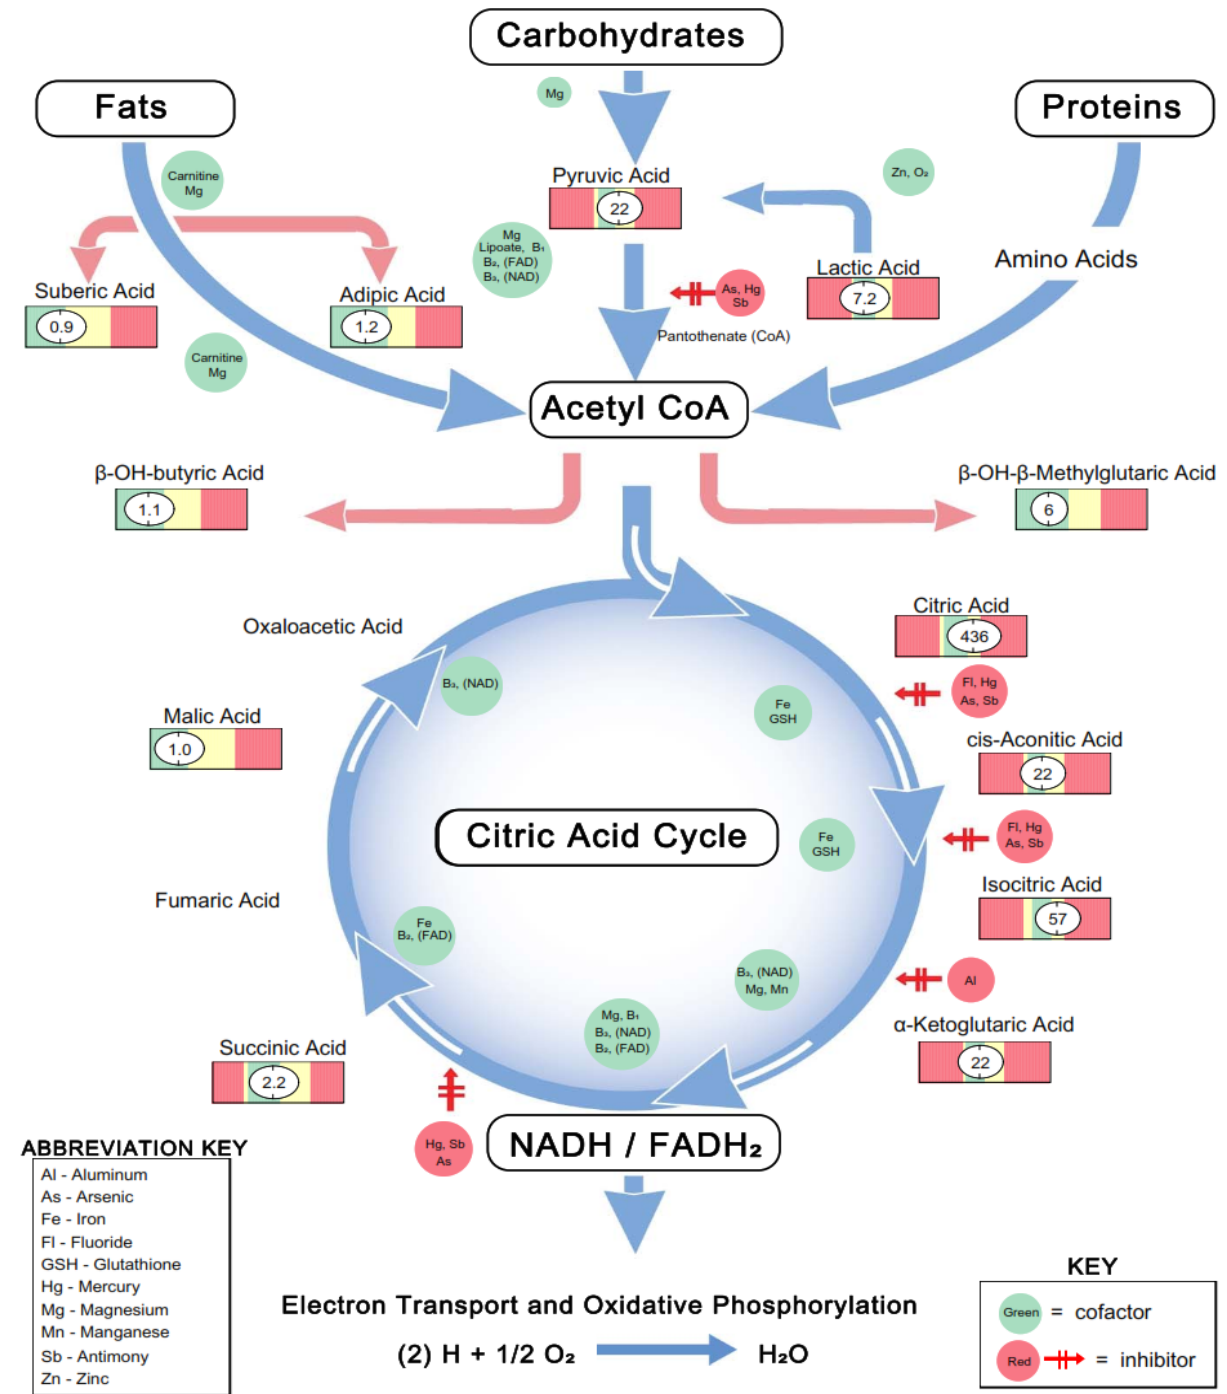 Carbohydrates
Fats
Proteins
Mg
Carnitine
Mg
Pyruvic Acid
22
Zn, O₂
Mg
Lipoate, B₁
B₂, (FAD)
B₃, (NAD)
As, Hg
Sb
Lactic Acid
7.2
Amino Acids
Suberic Acid
0.9
Adipic Acid
1.2
Pantothenate (CoA)
Carnitine
Mg
Acetyl CoA
β-OH-butyric Acid
1.1
β-OH-β-Methylglutaric Acid
6
Citric Acid
436
Oxaloacetic Acid
B₃, (NAD)
Fe
GSH
Fl, Hg
As, Sb
Malic Acid
1.0
cis-Aconitic Acid
22
Citric Acid Cycle
Fe
GSH
Fl, Hg
As, Sb
Fumaric Acid
Isocitric Acid
57
Fe
B₂, (FAD)
B₃, (NAD)
Mg, Mn
Al
Mg, B₁
B₃, (NAD)
B₂, (FAD)
α-Ketoglutaric Acid
22
Succinic Acid
2.2
Hg, Sb
As
NADH / FADH₂
ABBREVIATION KEY
Al - Aluminum
As - Arsenic
Fe - Iron
Fl - Fluoride
GSH - Glutathione
Hg - Mercury
Mg - Magnesium
Mn - Manganese
Sb - Antimony
Zn - Zinc
Electron Transport and Oxidative Phosphorylation
(2) H + 1/2 O₂
H₂O
KEY
Green = cofactor
Red = inhibitor